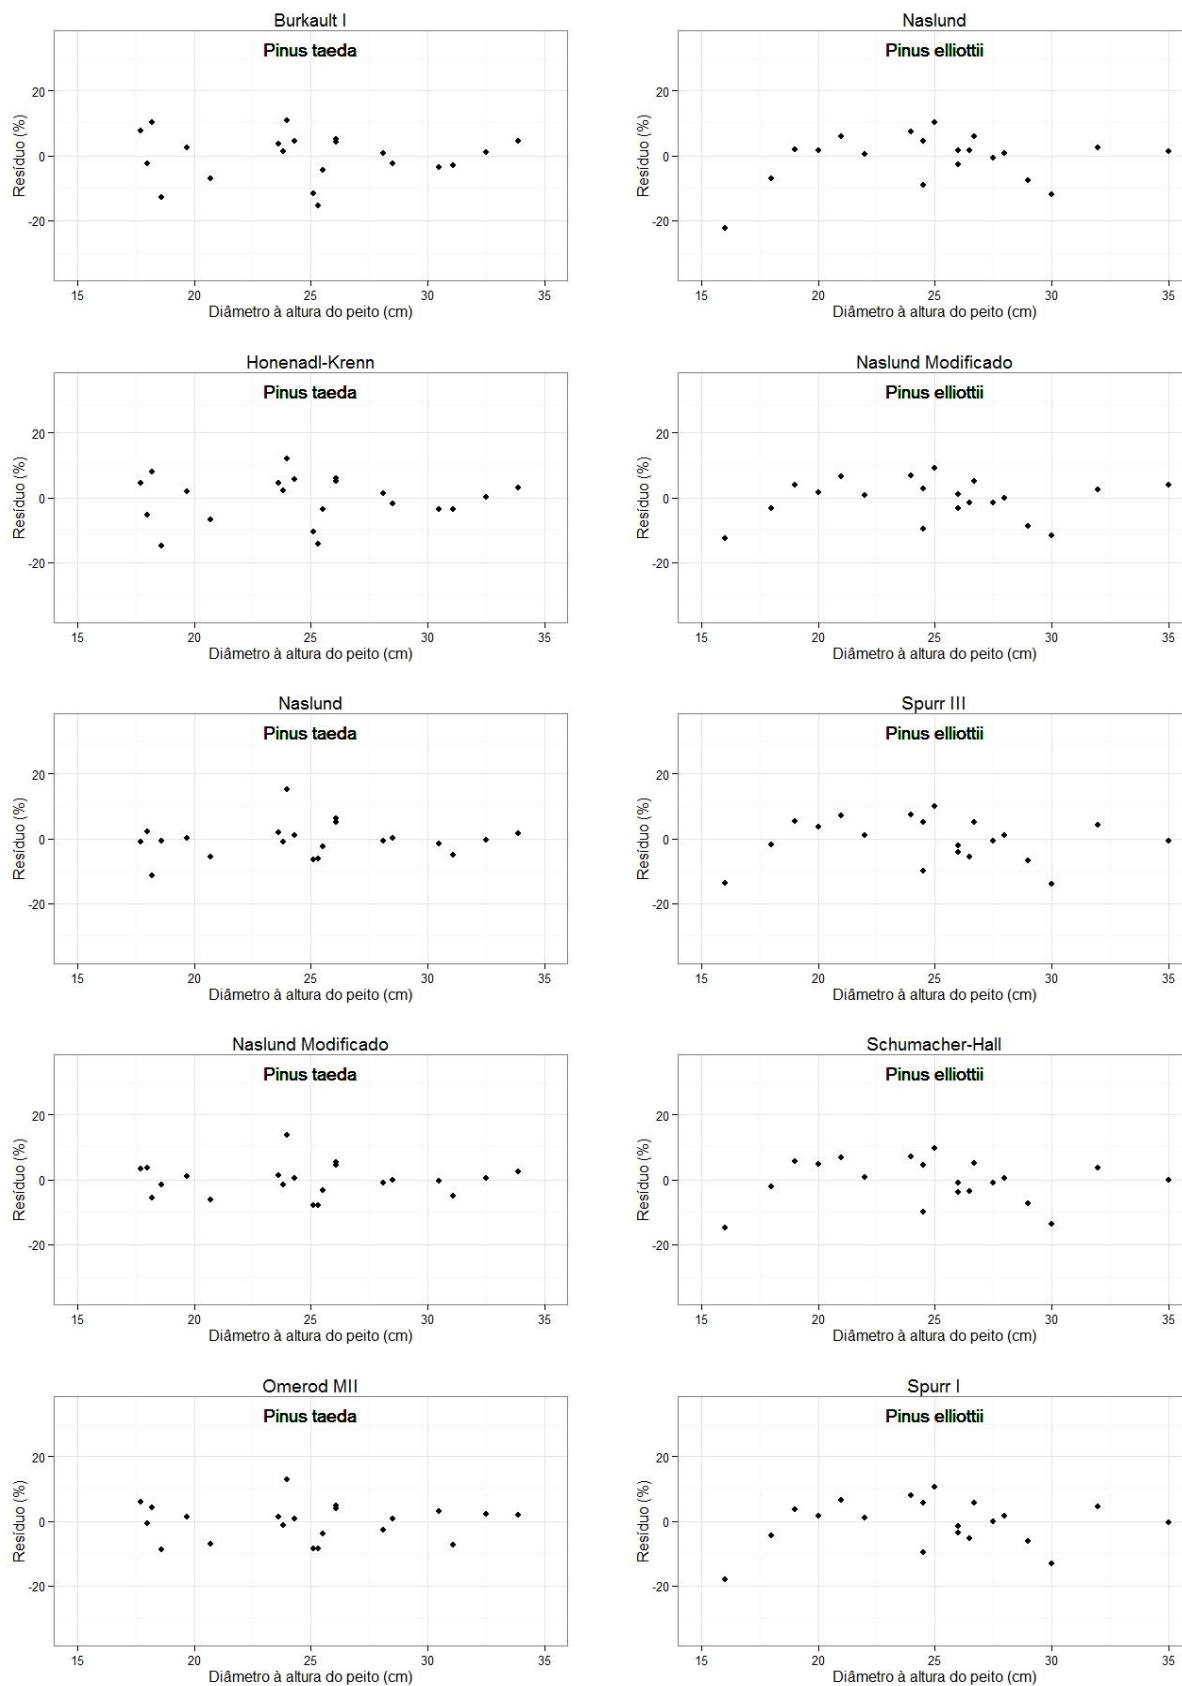 Burkault I
Pinus taeda
20
0
-20
Resíduo (%)
15 20 25 30 35
Diâmetro à altura do peito (cm)
Naslund
Pinus elliottii
20
0
-20
Resíduo (%)
15 20 25 30 35
Diâmetro à altura do peito (cm)
Honenadl-Krenn
Pinus taeda
20
0
-20
Resíduo (%)
15 20 25 30 35
Diâmetro à altura do peito (cm)
Naslund Modificado
Pinus elliottii
20
0
-20
Resíduo (%)
15 20 25 30 35
Diâmetro à altura do peito (cm)
Naslund
Pinus taeda
20
0
-20
Resíduo (%)
15 20 25 30 35
Diâmetro à altura do peito (cm)
Spurr III
Pinus elliottii
20
0
-20
Resíduo (%)
15 20 25 30 35
Diâmetro à altura do peito (cm)
Naslund Modificado
Pinus taeda
20
0
-20
Resíduo (%)
15 20 25 30 35
Diâmetro à altura do peito (cm)
Schumacher-Hall
Pinus elliottii
20
0
-20
Resíduo (%)
15 20 25 30 35
Diâmetro à altura do peito (cm)
Omerod MII
Pinus taeda
20
0
-20
Resíduo (%)
15 20 25 30 35
Diâmetro à altura do peito (cm)
Spurr I
Pinus elliottii
20
0
-20
Resíduo (%)
15 20 25 30 35
Diâmetro à altura do peito (cm)